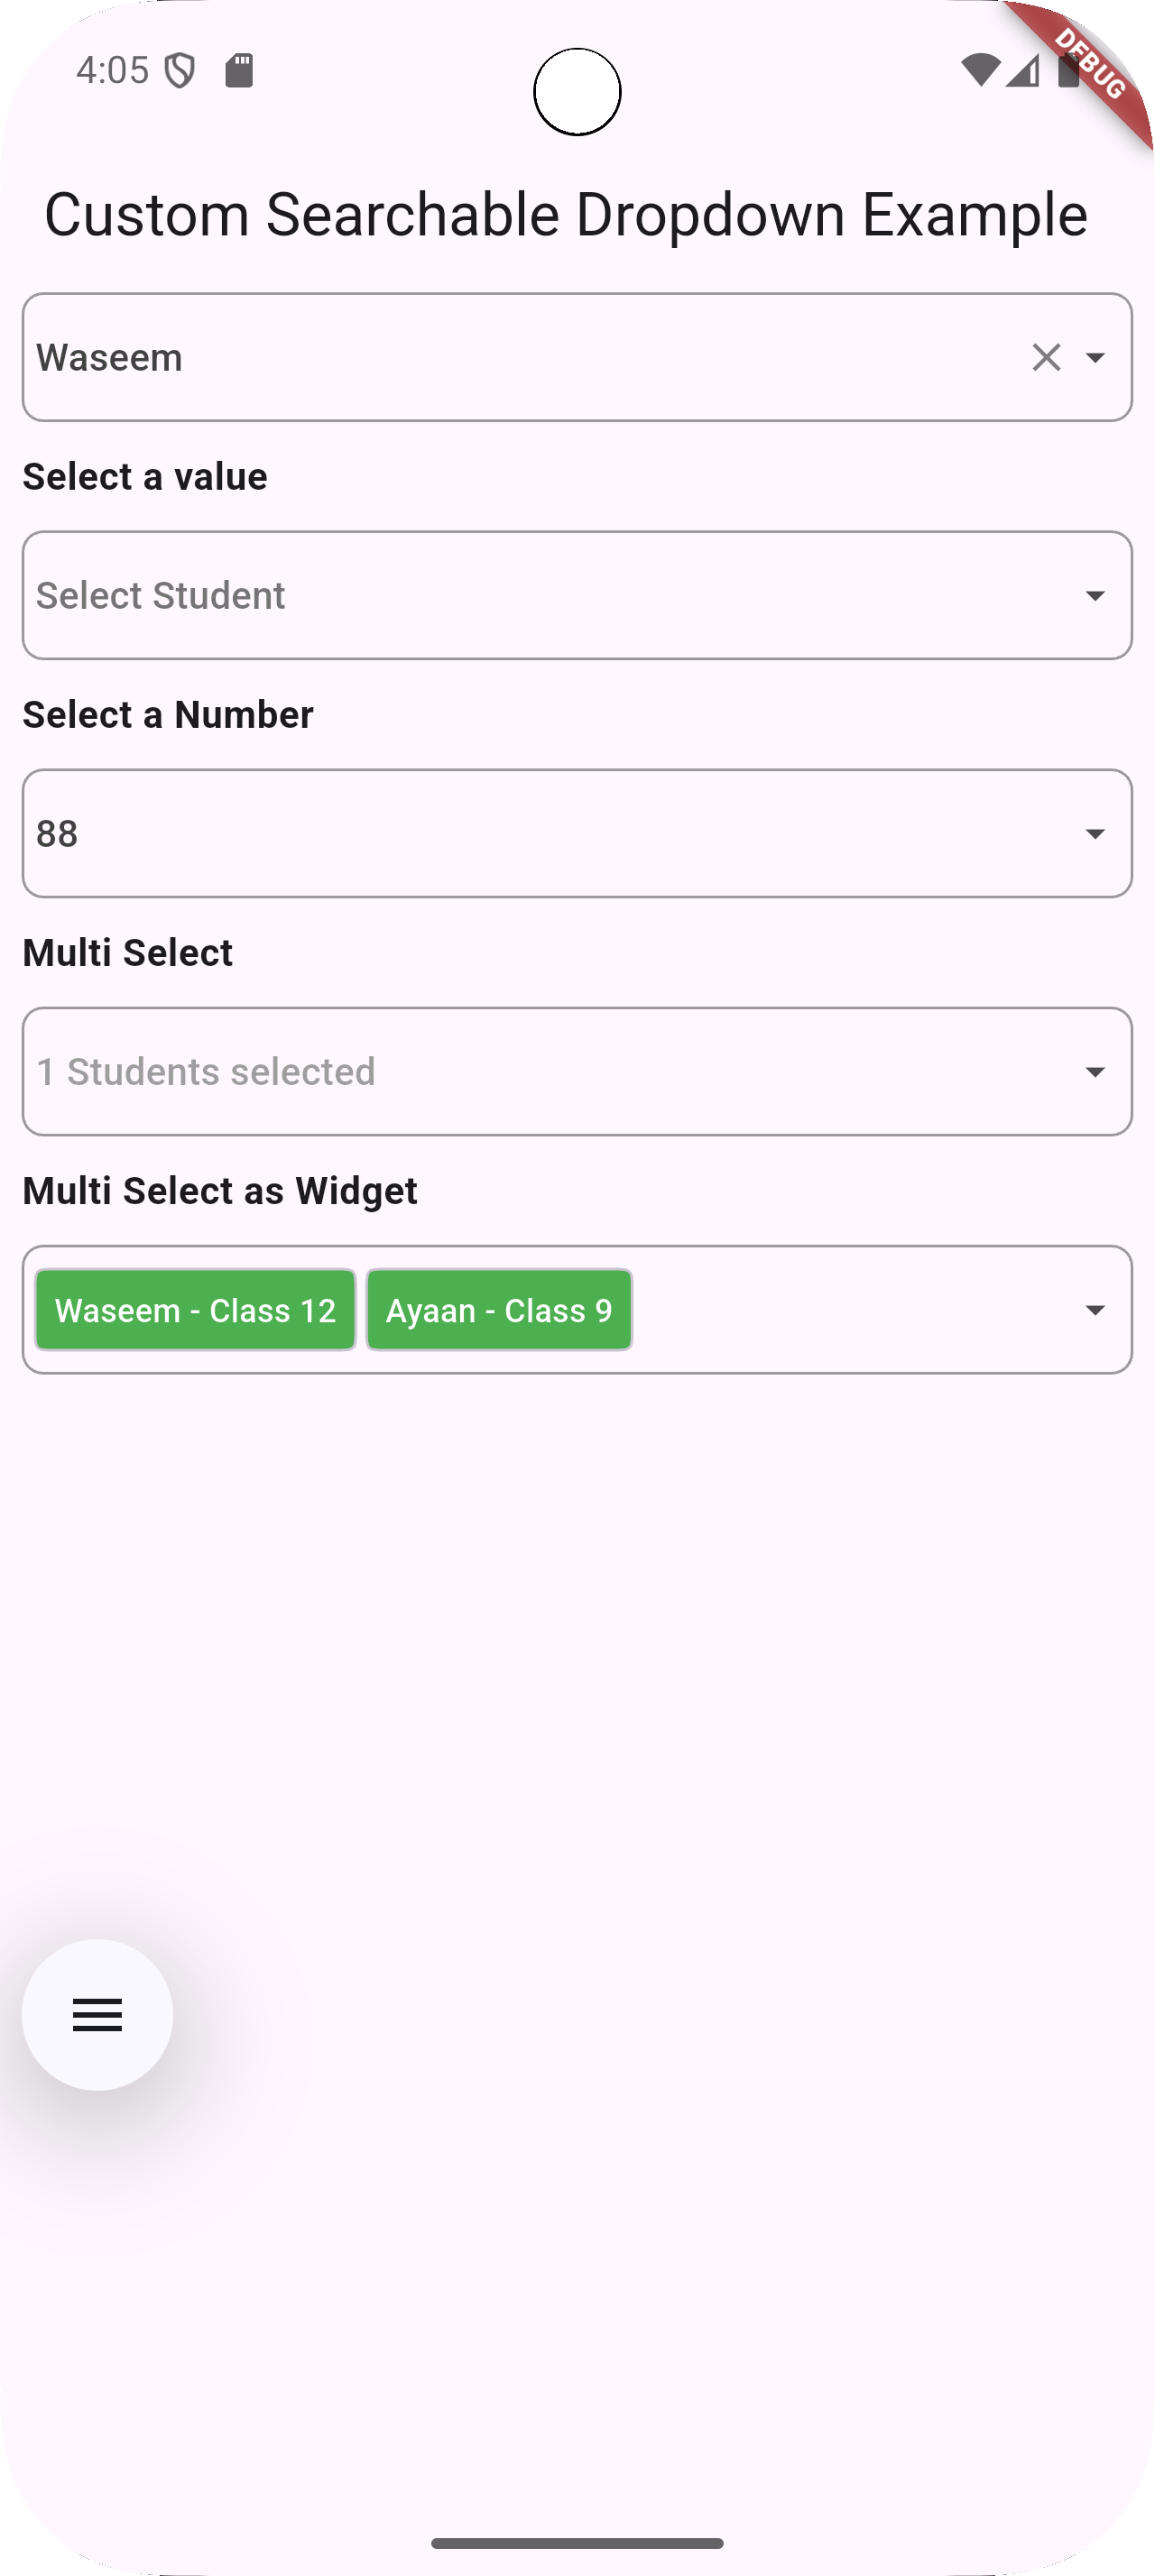 4:05
DEBUG
Custom Searchable Dropdown Example
Waseem
Select a value
Select Student
Select a Number
88
Multi Select
1 Students selected
Multi Select as Widget
Waseem - Class 12 Ayaan - Class 9